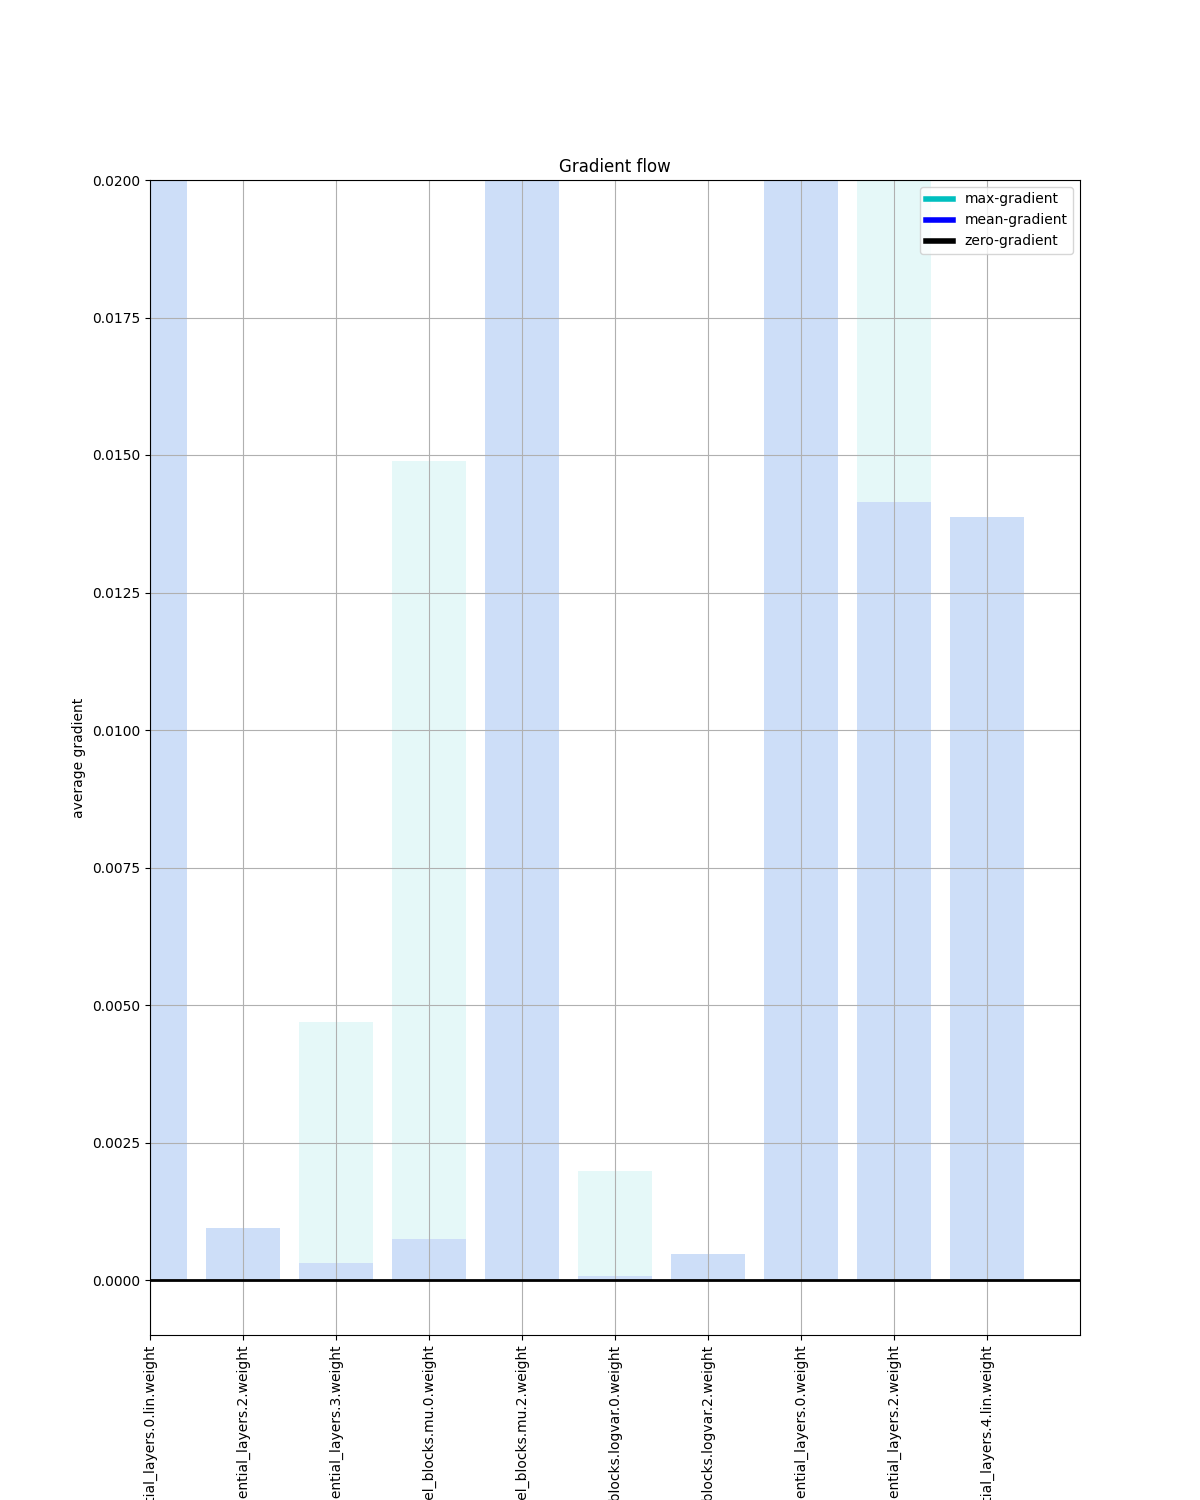 Gradient flow
max-gradient
mean-gradient
zero-gradient
average gradient
0.0200
0.0175
0.0150
0.0125
0.0100
0.0075
0.0050
0.0025
0.0000
tial_layers.0.lin.weight
ential_layers.2.weight
ential_layers.3.weight
el_blocks.mu.0.weight
el_blocks.mu.2.weight
blocks.logvar.0.weight
blocks.logvar.2.weight
ential_layers.0.weight
ential_layers.2.weight
tial_layers.4.lin.weight